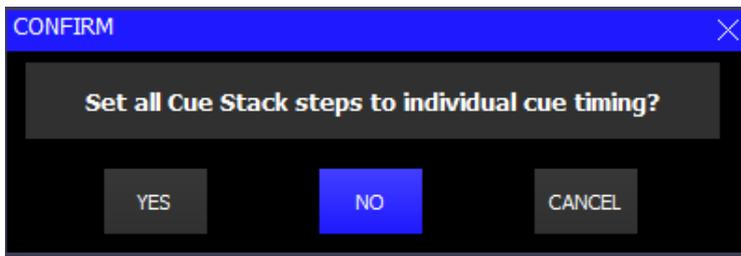 CONFIRM
Set all Cue Stack steps to individual cue timing?
YES NO CANCEL